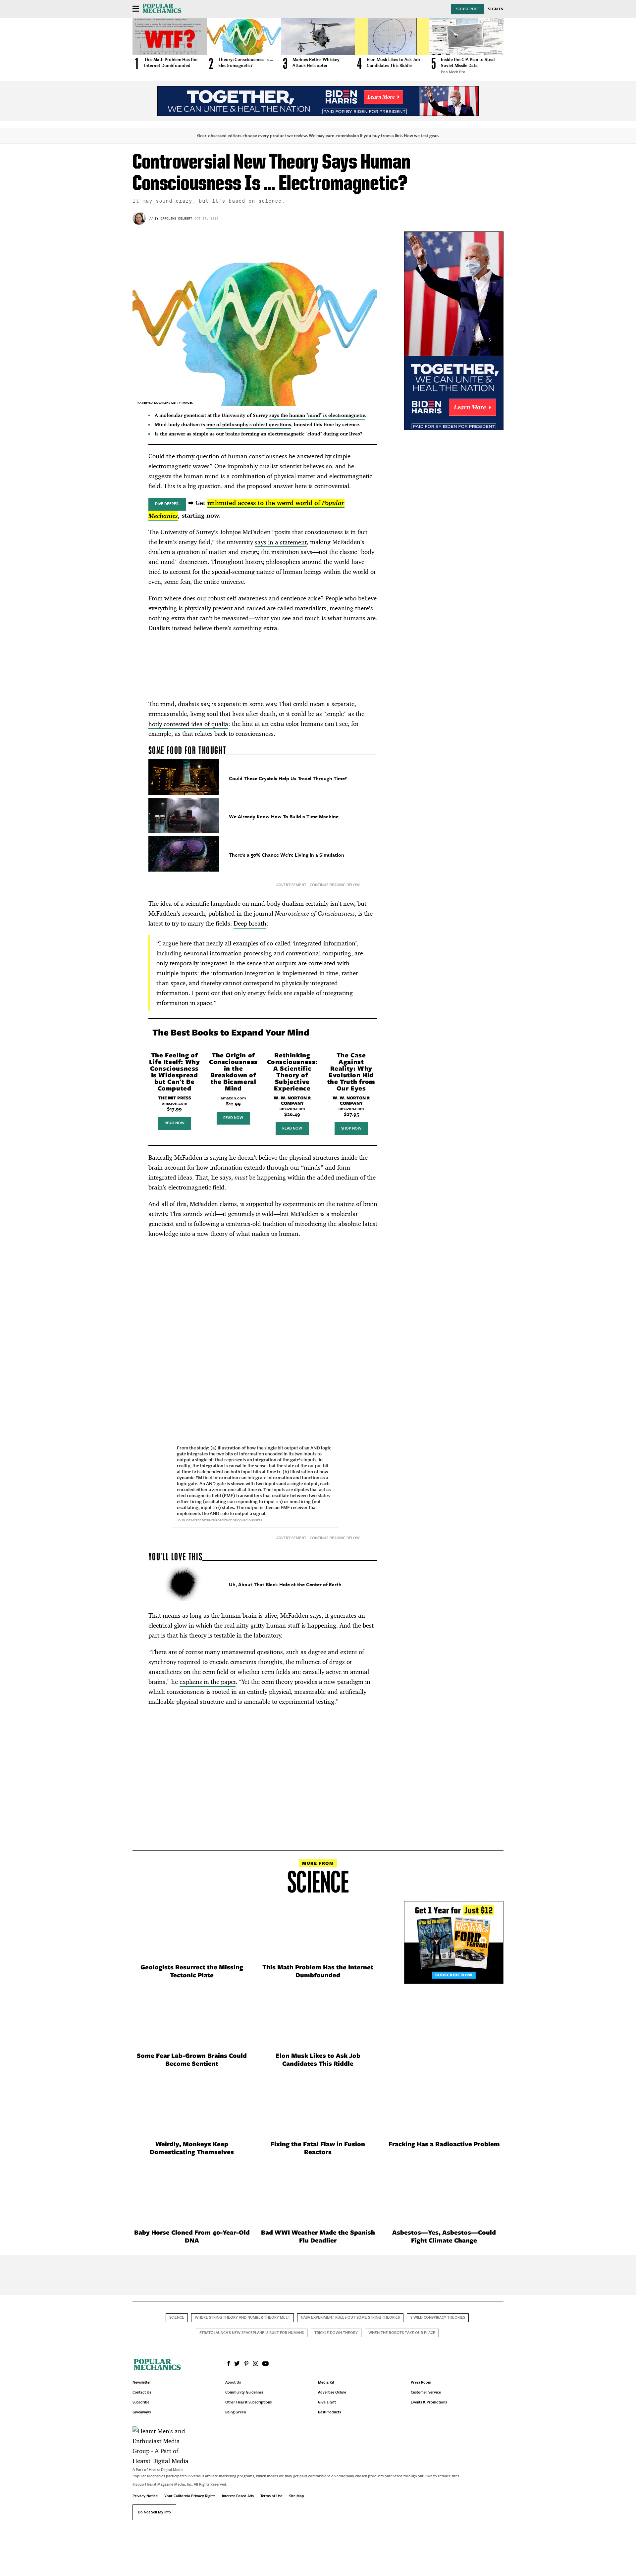 POPULAR
MECHANICS
SUBSCRIBE
SIGN IN
WTF?
1
This Math Problem Has the
Internet Dumbfounded
2
Theory: Consciousness Is ...
Electromagnetic?
3
Marines Retire 'Whiskey'
Attack Helicopter
4
Elon Musk Likes to Ask Job
Candidates This Riddle
5
Inside the CIA Plan to Steal
Soviet Missile Data
Pop Mech Pro
TOGETHER,
WE CAN UNITE & HEAL THE NATION
BIDEN
HARRIS
Learn More
PAID FOR BY BIDEN FOR PRESIDENT
Gear-obsessed editors choose every product we review. We may earn commission if you buy from a link. How we test gear.
Controversial New Theory Says Human
Consciousness Is ... Electromagnetic?
It may sound crazy, but it's based on science.
BY CAROLINE DELBERT OCT 27, 2020
KATERYNA KOVARZH / GETTY IMAGES
• A molecular geneticist at the University of Surrey says the human 'mind' is electromagnetic.
• Mind-body dualism is one of philosophy's oldest questions, boosted this time by science.
• Is the answer as simple as our brains forming an electromagnetic 'cloud' during our lives?
TOGETHER,
WE CAN UNITE
& HEAL THE NATION
BIDEN
HARRIS
Learn More
PAID FOR BY BIDEN FOR PRESIDENT
Could the thorny question of human consciousness be answered by simple
electromagnetic waves? One improbably dualist scientist believes so, and he
suggests the human mind is a combination of physical matter and electromagnetic
field. This is a big question, and the proposed answer here is controversial.
DIVE DEEPER. ➡ Get unlimited access to the weird world of Popular
Mechanics, starting now.
The University of Surrey's Johnjoe McFadden "posits that consciousness is in fact
the brain's energy field," the university says in a statement, making McFadden's
dualism a question of matter and energy, the institution says—not the classic "body
and mind" distinction. Throughout history, philosophers around the world have
tried to account for the special-seeming nature of human beings within the world or
even, some fear, the entire universe.
From where does our robust self-awareness and sentience arise? People who believe
everything is physically present and caused are called materialists, meaning there's
nothing extra that can't be measured—what you see and touch is what humans are.
Dualists instead believe there's something extra.
The mind, dualists say, is separate in some way. That could mean a separate,
immeasurable, living soul that lives after death, or it could be as "simple" as the
hotly contested idea of qualia: the hint at an extra color humans can't see, for
example, as that relates back to consciousness.
SOME FOOD FOR THOUGHT
Could These Crystals Help Us Travel Through Time?
We Already Know How To Build a Time Machine
There's a 50% Chance We're Living in a Simulation
ADVERTISEMENT - CONTINUE READING BELOW
The idea of a scientific lampshade on mind-body dualism certainly isn't new, but
McFadden's research, published in the journal Neuroscience of Consciousness, is the
latest to try to marry the fields. Deep breath:
"I argue here that nearly all examples of so-called 'integrated information',
including neuronal information processing and conventional computing, are
only temporally integrated in the sense that outputs are correlated with
multiple inputs: the information integration is implemented in time, rather
than space, and thereby cannot correspond to physically integrated
information. I point out that only energy fields are capable of integrating
information in space."
The Best Books to Expand Your Mind
The Feeling of
Life Itself: Why
Consciousness
Is Widespread
but Can't Be
Computed
THE MIT PRESS
amazon.com
$17.99
READ NOW
The Origin of
Consciousness
in the
Breakdown of
the Bicameral
Mind
amazon.com
$12.99
READ NOW
Rethinking
Consciousness:
A Scientific
Theory of
Subjective
Experience
W. W. NORTON &
COMPANY
amazon.com
$26.49
READ NOW
The Case
Against
Reality: Why
Evolution Hid
the Truth from
Our Eyes
W. W. NORTON &
COMPANY
amazon.com
$27.95
SHOP NOW
Basically, McFadden is saying he doesn't believe the physical structures inside the
brain account for how information extends through our "minds" and form
integrated ideas. That, he says, must be happening within the added medium of the
brain's electromagnetic field.
And all of this, McFadden claims, is supported by experiments on the nature of brain
activity. This sounds wild—it genuinely is wild—but McFadden is a molecular
geneticist and is following a centuries-old tradition of introducing the absolute latest
knowledge into a new theory of what makes us human.
From the study: (a) Illustration of how the single bit output of an AND logic
gate integrates the two bits of information encoded in its two inputs to
output a single bit that represents an integration of the gate's inputs. In
reality, the integration is causal in the sense that the state of the output bit
at time t2 is dependent on both input bits at time t1. (b) Illustration of how
dynamic EM field information can integrate information and function as a
logic gate. An AND gate is shown with two inputs and a single output, each
bit encoded either a zero or one all at time tn. The inputs are dipoles that act as
electromagnetic field (EMF) transmitters that oscillate between two states
either firing (oscillating corresponding to input = 1) or non-firing (not
oscillating, input = 0) states. The output is then an EMF receiver that
implements either an AND rule to output a signal.
ADVERTISEMENT - CONTINUE READING BELOW
YOU'LL LOVE THIS
Uh, About That Black Hole at the Center of Earth
That means as long as the human brain is alive, McFadden says, it generates an
electrical glow in which the real nitty-gritty human stuff is happening. And the best
part is that his theory is testable in the laboratory.
"There are of course many unanswered questions, such as degree and extent of
synchrony required to encode conscious thoughts, the influence of drugs or
anaesthetics on the cemi field or whether cemi fields are causally active in animal
brains," he explains in the paper. "Yet the cemi theory provides a new paradigm in
which consciousness is rooted in an entirely physical, measurable and artificially
malleable physical structure and is amenable to experimental testing."
MORE FROM
SCIENCE
Geologists Resurrect the Missing
Tectonic Plate
This Math Problem Has the Internet
Dumbfounded
Get 1 Year for Just $12
SUBSCRIBE NOW
Some Fear Lab-Grown Brains Could
Become Sentient
Elon Musk Likes to Ask Job
Candidates This Riddle
Weirdly, Monkeys Keep
Domesticating Themselves
Fixing the Fatal Flaw in Fusion
Reactors
Fracking Has a Radioactive Problem
Baby Horse Cloned From 40-Year-Old
DNA
Bad WWI Weather Made the Spanish
Flu Deadlier
Asbestos—Yes, Asbestos—Could
Fight Climate Change
SCIENCE
WHERE STRING THEORY AND NUMBER THEORY MEET
NASA EXPERIMENT RULES OUT SOME STRING THEORIES
8 WILD CONSPIRACY THEORIES
STRATOLAUNCH'S NEW SPACEPLANE IS BUILT FOR HUMANS
TRICKLE DOWN THEORY
WHEN THE ROBOTS TAKE OUR PLACE
POPULAR
MECHANICS
Newsletter
About Us
Media Kit
Press Room
Contact Us
Community Guidelines
Advertise Online
Customer Service
Subscribe
Other Hearst Subscriptions
Give a Gift
Events & Promotions
Giveaways
Being Green
BestProducts
Hearst Men's and
Enthusiast Media
Group - A Part of
Hearst Digital Media
A Part of Hearst Digital Media
Popular Mechanics participates in various affiliate marketing programs, which means we may get paid commissions on editorially chosen products purchased through our links to retailer sites.
©2020 Hearst Magazine Media, Inc. All Rights Reserved.
Privacy Notice
Your California Privacy Rights
Interest-Based Ads
Terms of Use
Site Map
Do Not Sell My Info